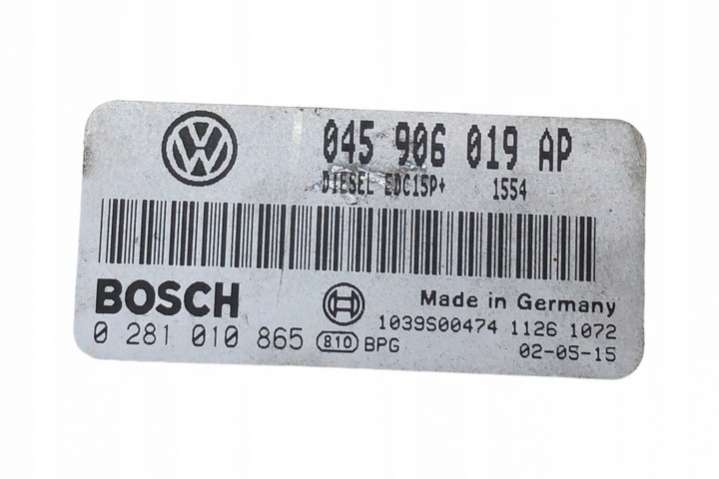 045 906 019 AP
DIESEL EDC15P+ 1554
BOSCH
Made in Germany
0 281 010 865 810 BPG 1039S00474 1126 1072
02-05-15